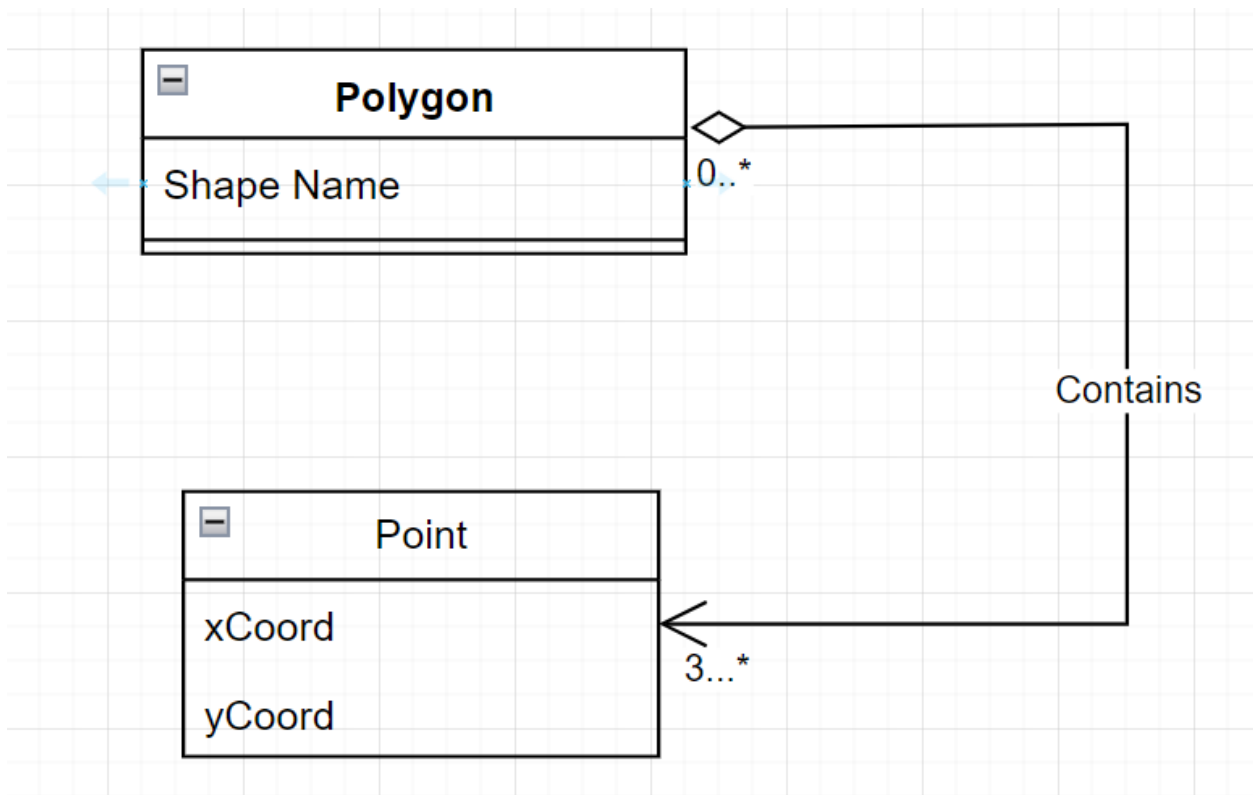 Polygon
0..*
Shape Name
Contains
Point
xCoord
3...*
yCoord